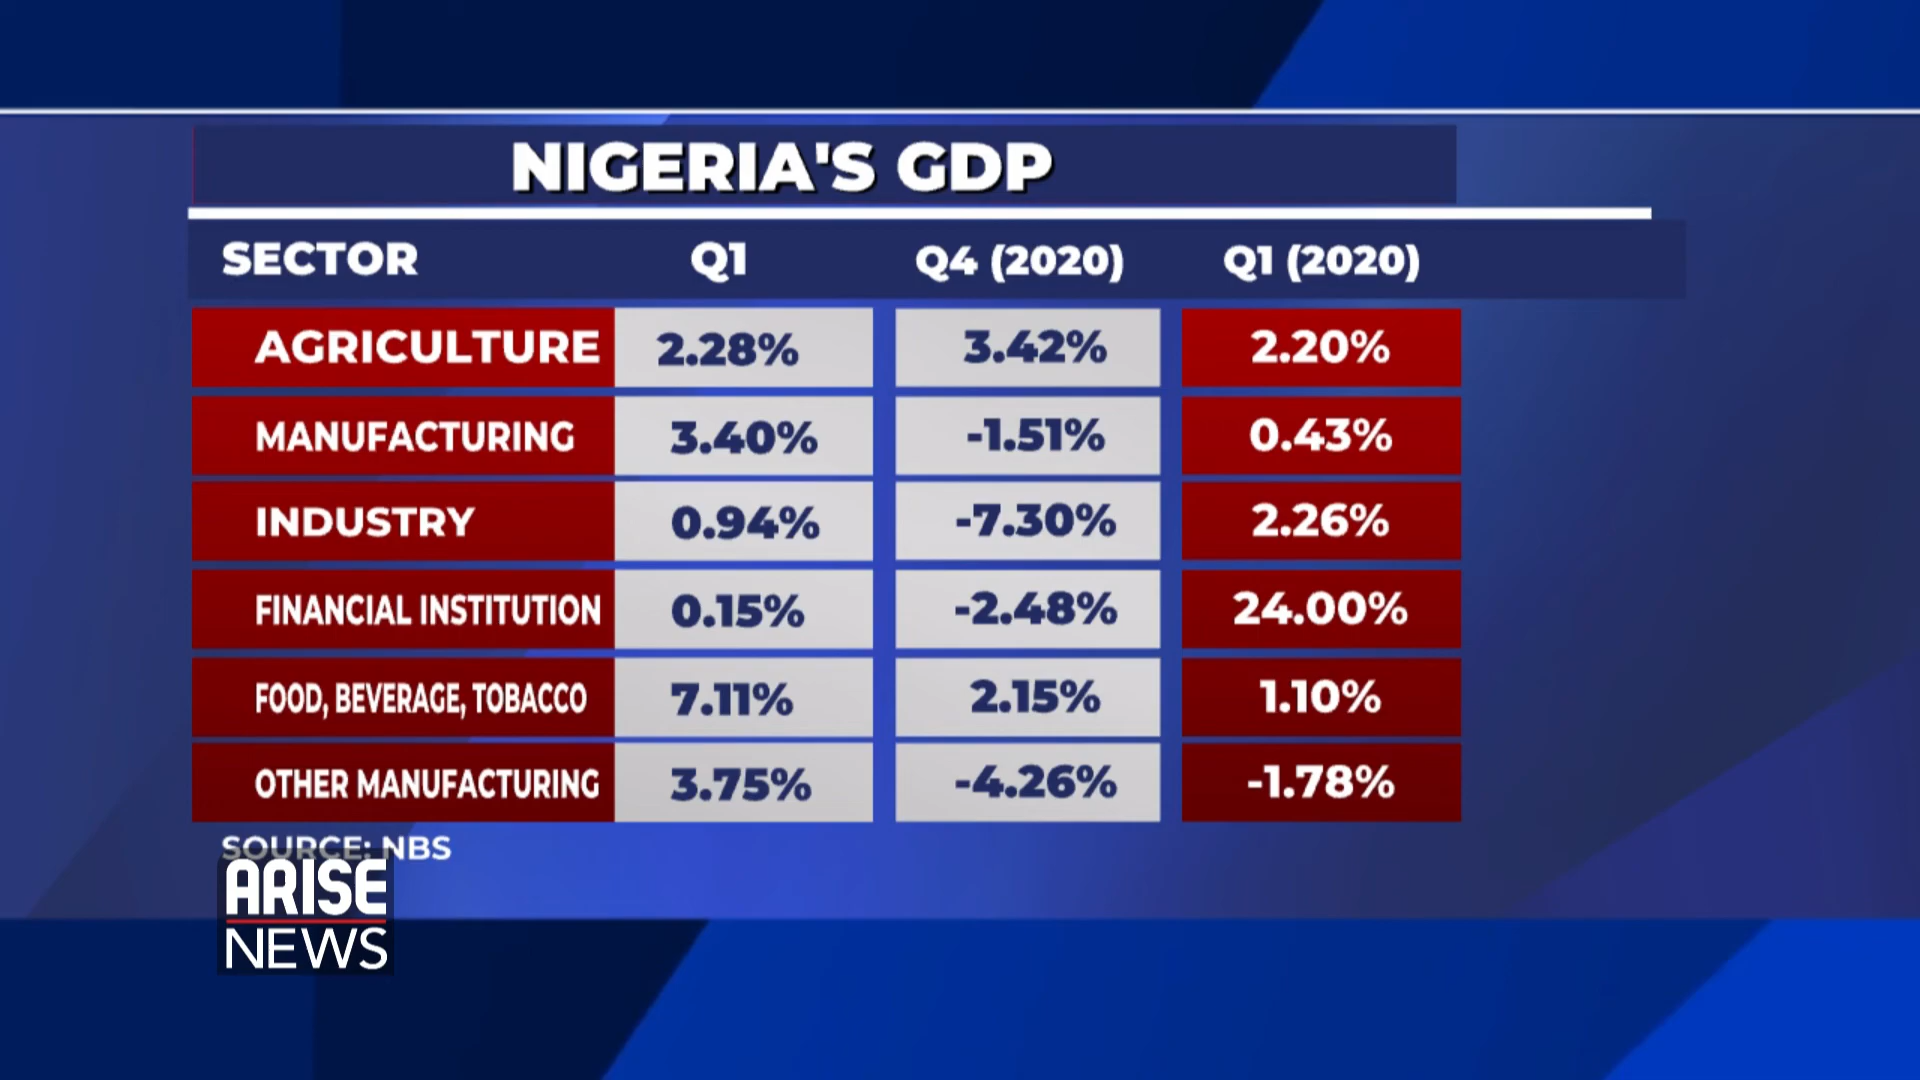 NIGERIA'S GDP
SECTOR Q1 Q4 (2020) Q1 (2020)
AGRICULTURE 2.28% 3.42% 2.20%
MANUFACTURING 3.40% -1.51% 0.43%
INDUSTRY 0.94% -7.30% 2.26%
FINANCIAL INSTITUTION 0.15% -2.48% 24.00%
FOOD, BEVERAGE, TOBACCO 7.11% 2.15% 1.10%
OTHER MANUFACTURING 3.75% -4.26% -1.78%
SOURCE: NBS
ARISE
NEWS